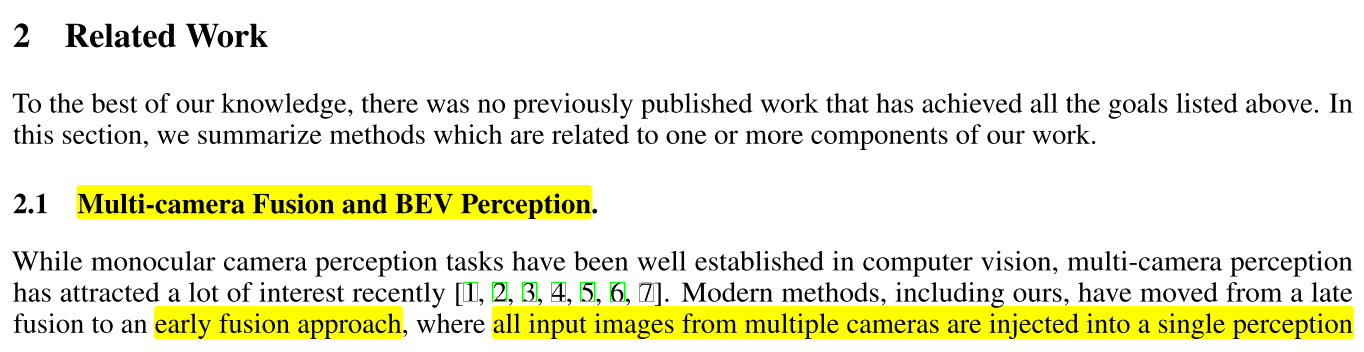 2 Related Work
To the best of our knowledge, there was no previously published work that has achieved all the goals listed above. In
this section, we summarize methods which are related to one or more components of our work.
2.1 Multi-camera Fusion and BEV Perception.
While monocular camera perception tasks have been well established in computer vision, multi-camera perception
has attracted a lot of interest recently [1, 2, 3, 4, 5, 6, 7]. Modern methods, including ours, have moved from a late
fusion to an early fusion approach, where all input images from multiple cameras are injected into a single perception